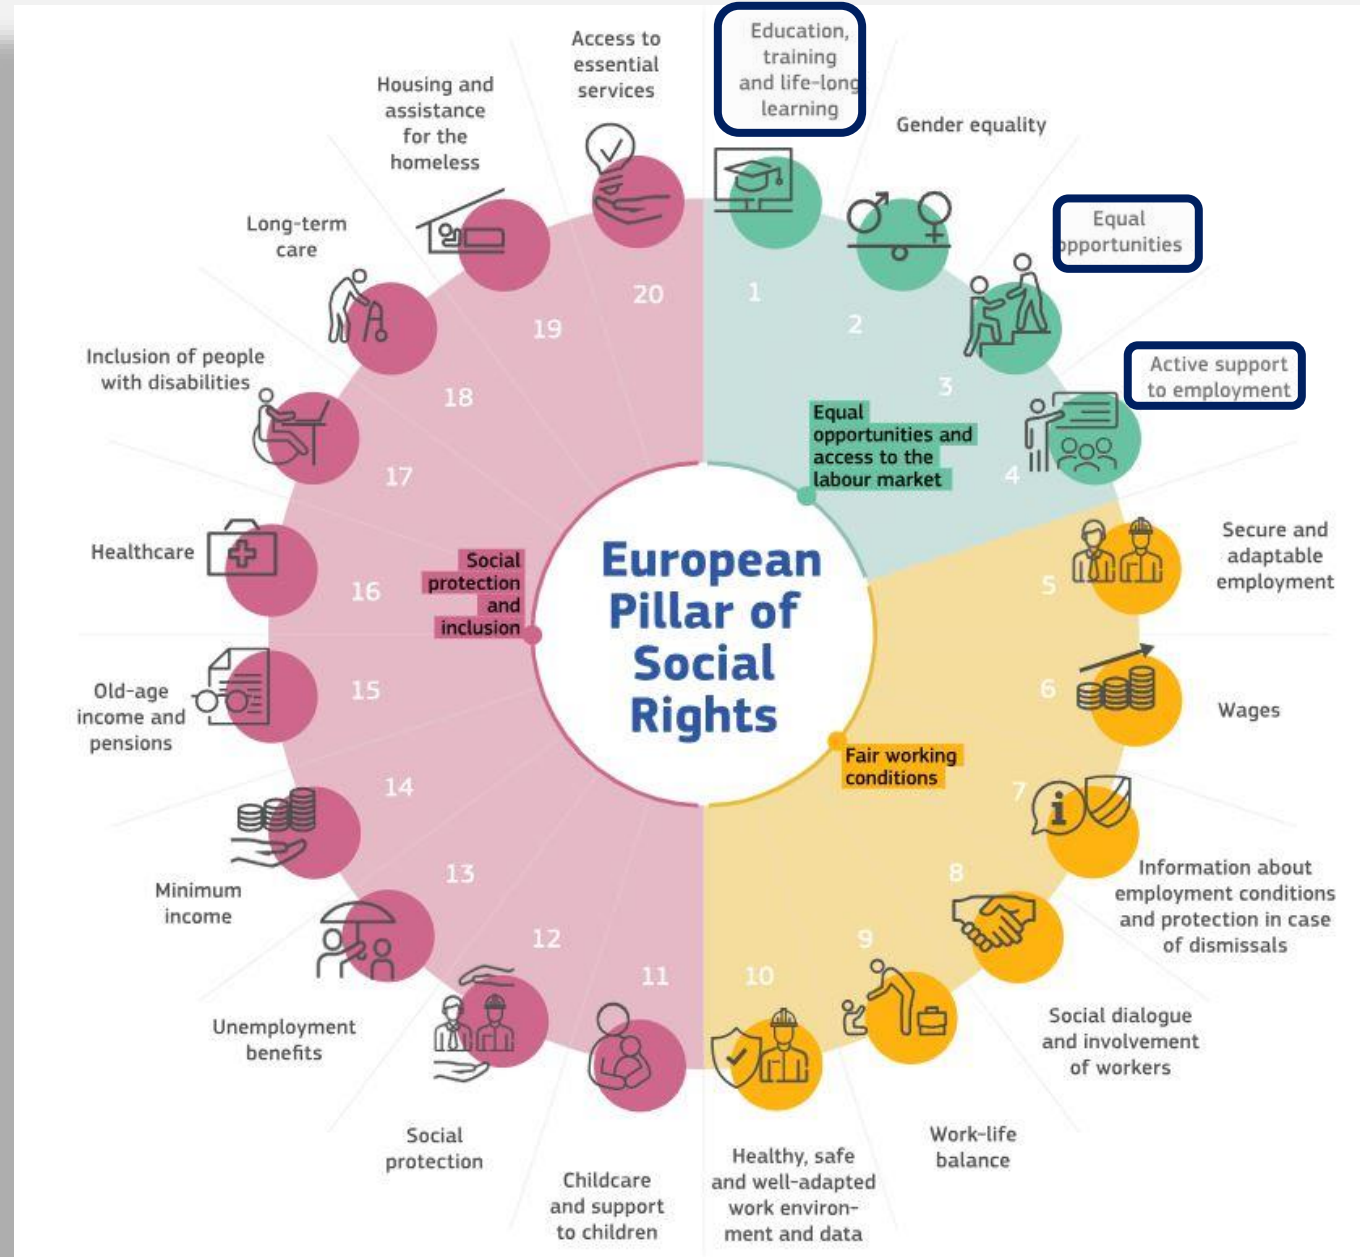 European
Pillar of
Social
Rights
Equal
opportunities and
access to the
labour market
Fair working
conditions
Social
protection
and
inclusion
1
Education,
training
and life-long
learning
2
Gender equality
3
Equal
opportunities
4
Active support
to employment
5
Secure and
adaptable
employment
6
Wages
7
Information about
employment conditions
and protection in case
of dismissals
8
Social dialogue
and involvement
of workers
9
Work-life
balance
10
Healthy, safe
and well-adapted
work environ-
ment and data
11
Childcare
and support
to children
12
Social
protection
13
Unemployment
benefits
14
Minimum
income
15
Old-age
income and
pensions
16
Healthcare
17
Inclusion of people
with disabilities
18
Long-term
care
19
Housing and
assistance
for the
homeless
20
Access to
essential
services
i